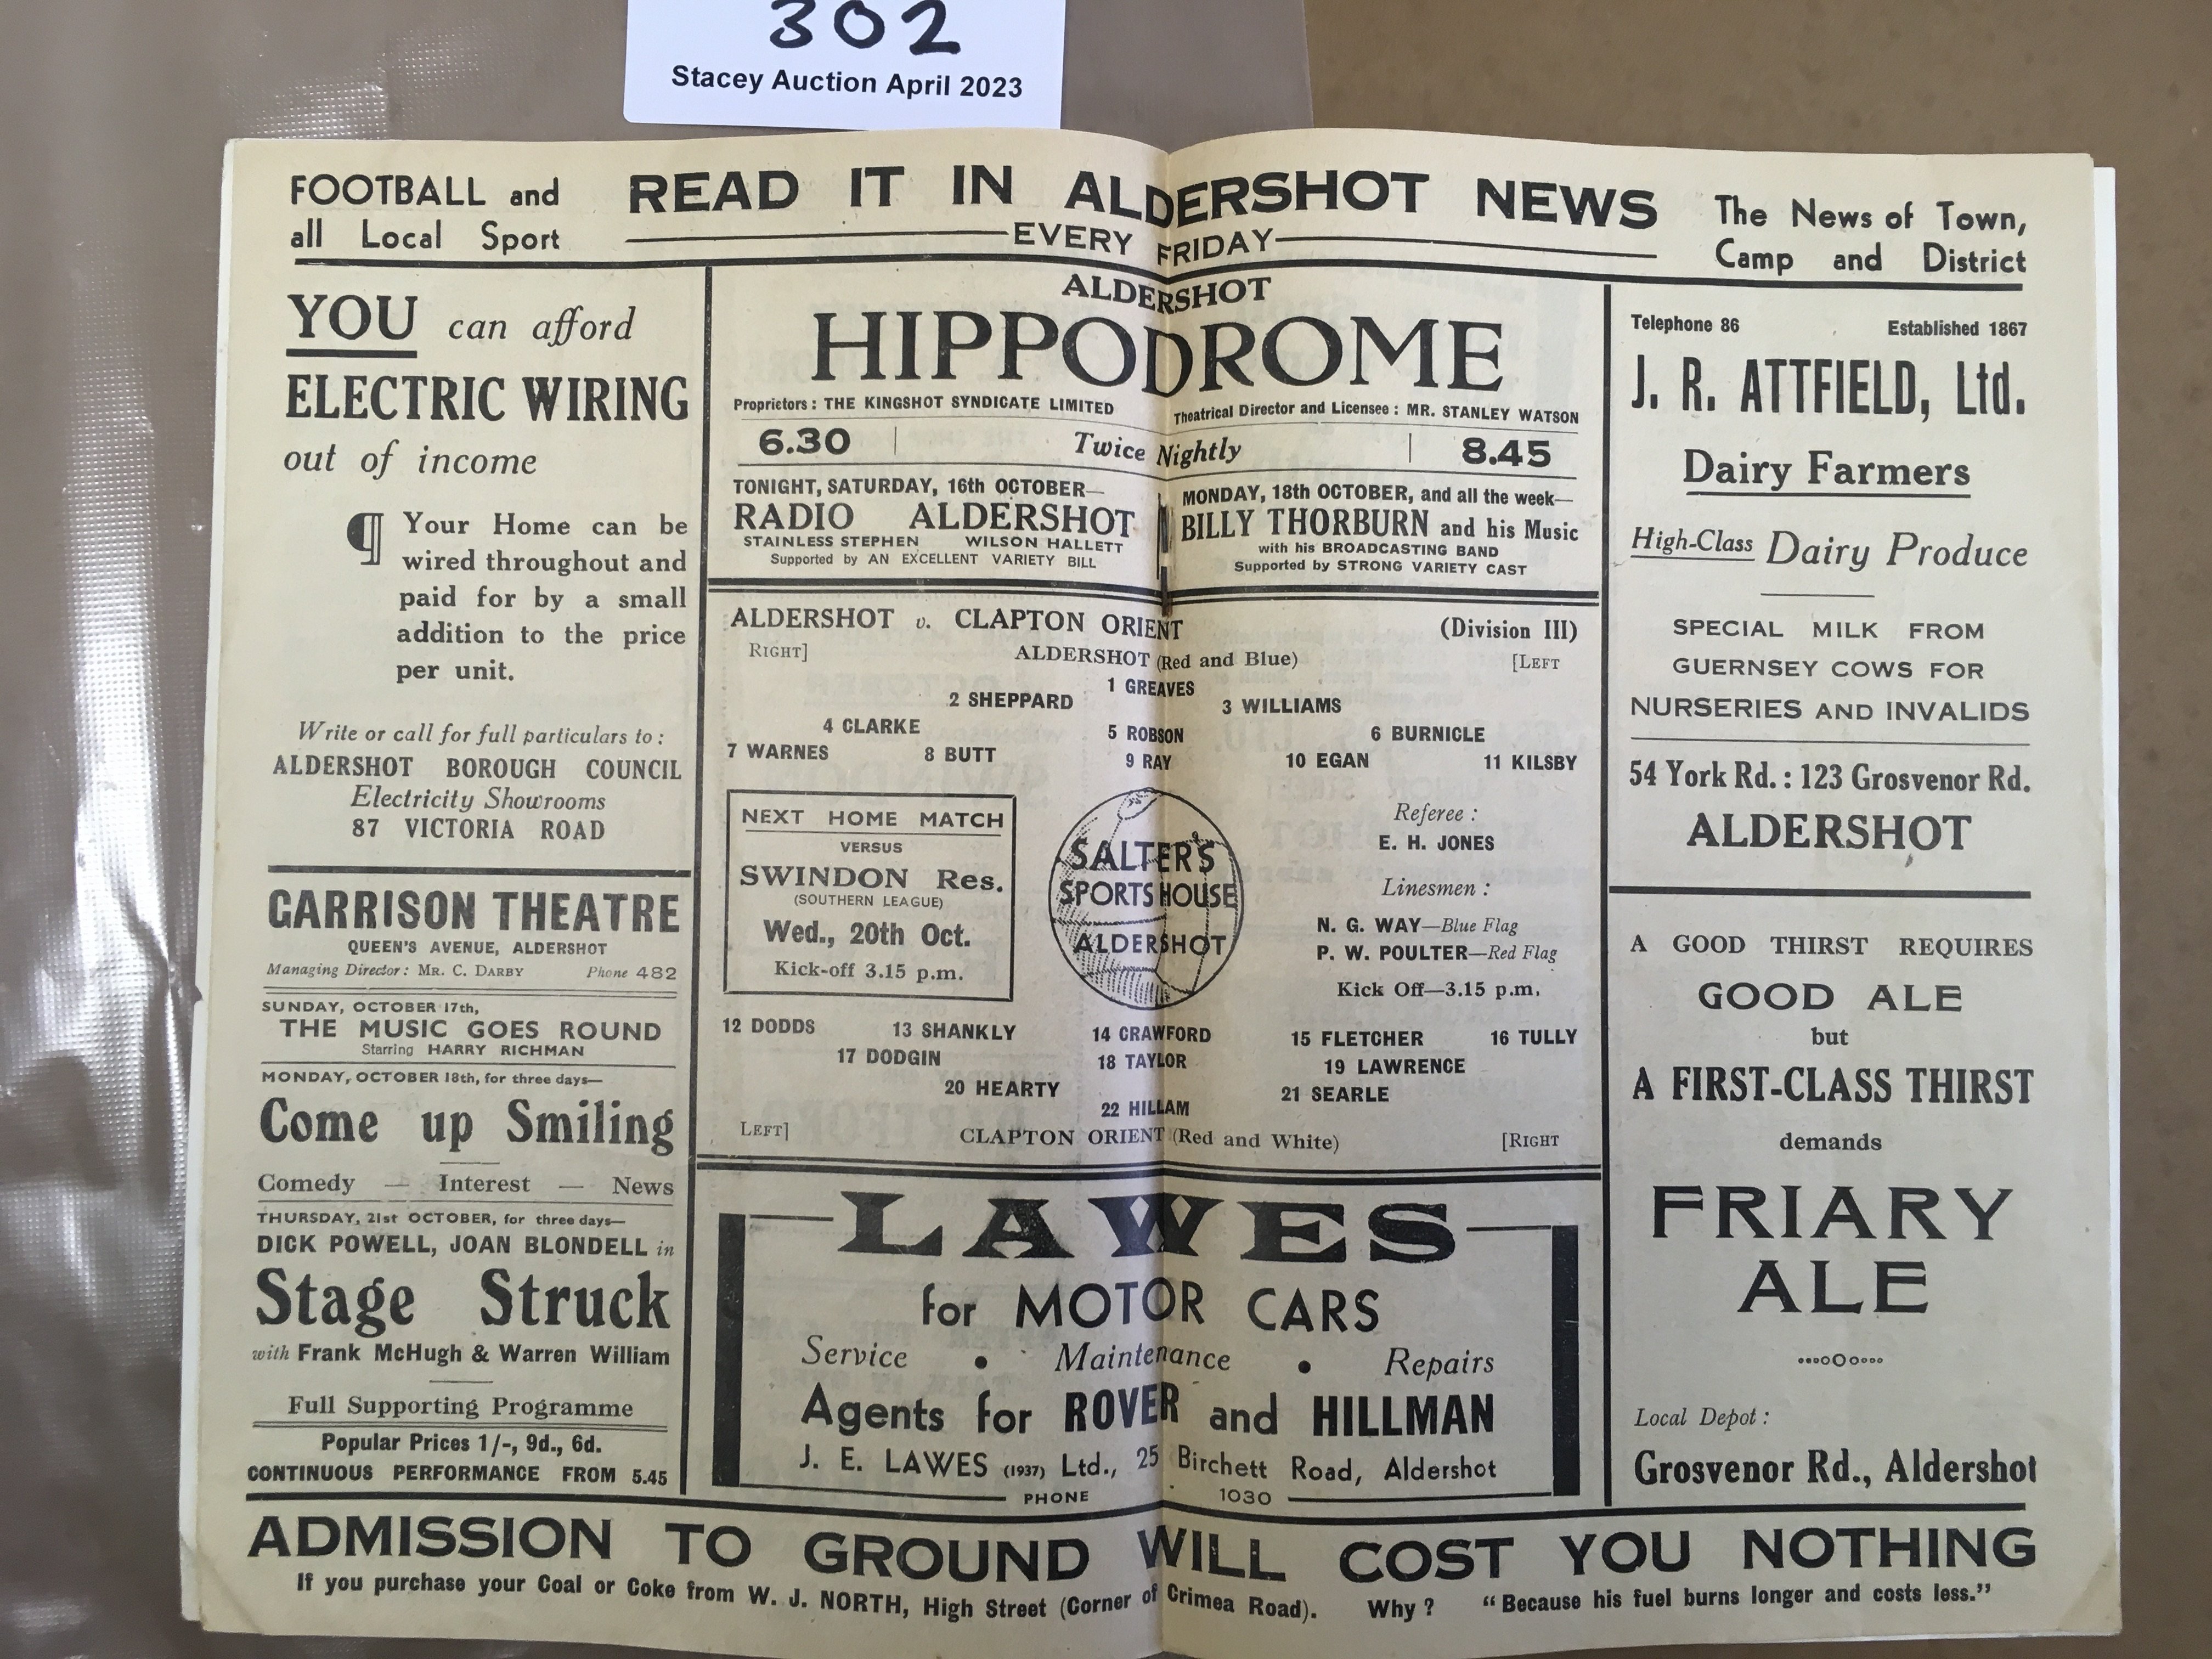 302
Stacey Auction April 2023
FOOTBALL and
all Local Sport
READ IT IN ALDERSHOT NEWS
EVERY FRIDAY
The News of Town,
Camp and District
YOU can afford
ELECTRIC WIRING
out of income
¶ Your Home can be
wired throughout and
paid for by a small
addition to the price
per unit.
Write or call for full particulars to :
ALDERSHOT BOROUGH COUNCIL
Electricity Showrooms
87 VICTORIA ROAD
GARRISON THEATRE
QUEEN'S AVENUE, ALDERSHOT
Managing Director: MR. C. DARBY Phone 482
SUNDAY, OCTOBER 17th,
THE MUSIC GOES ROUND
Starring HARRY RICHMAN
MONDAY, OCTOBER 18th, for three days—
Come up Smiling
Comedy — Interest — News
THURSDAY, 21st OCTOBER, for three days—
DICK POWELL, JOAN BLONDELL in
Stage Struck
with Frank McHugh & Warren William
Full Supporting Programme
Popular Prices 1/-, 9d., 6d.
CONTINUOUS PERFORMANCE FROM 5.45
ALDERSHOT
HIPPODROME
Proprietors : THE KINGSHOT SYNDICATE LIMITED Theatrical Director and Licensee : MR. STANLEY WATSON
6.30 | Twice Nightly | 8.45
TONIGHT, SATURDAY, 16th OCTOBER—
RADIO ALDERSHOT
STAINLESS STEPHEN WILSON HALLETT
Supported by AN EXCELLENT VARIETY BILL
MONDAY, 18th OCTOBER, and all the week—
BILLY THORBURN and his Music
with his BROADCASTING BAND
Supported by STRONG VARIETY CAST
ALDERSHOT v. CLAPTON ORIENT (Division III)
RIGHT] ALDERSHOT (Red and Blue) [LEFT
1 GREAVES
2 SHEPPARD 3 WILLIAMS
4 CLARKE 5 ROBSON 6 BURNICLE
7 WARNES 8 BUTT 9 RAY 10 EGAN 11 KILSBY
NEXT HOME MATCH
VERSUS
SWINDON Res.
(SOUTHERN LEAGUE)
Wed., 20th Oct.
Kick-off 3.15 p.m.
SALTER'S
SPORTS HOUSE
ALDERSHOT
Referee :
E. H. JONES
Linesmen :
N. G. WAY—Blue Flag
P. W. POULTER—Red Flag
Kick Off—3.15 p.m.
12 DODDS 13 SHANKLY 14 CRAWFORD 15 FLETCHER 16 TULLY
17 DODGIN 18 TAYLOR 19 LAWRENCE
20 HEARTY 21 SEARLE
22 HILLAM
LEFT] CLAPTON ORIENT (Red and White) [RIGHT
LAWES
for MOTOR CARS
Service • Maintenance • Repairs
Agents for ROVER and HILLMAN
J. E. LAWES (1937) Ltd., 25 Birchett Road, Aldershot
PHONE 1030
Telephone 86 Established 1867
J. R. ATTFIELD, Ltd.
Dairy Farmers
High-Class Dairy Produce
SPECIAL MILK FROM
GUERNSEY COWS FOR
NURSERIES AND INVALIDS
54 York Rd. : 123 Grosvenor Rd.
ALDERSHOT
A GOOD THIRST REQUIRES
GOOD ALE
but
A FIRST-CLASS THIRST
demands
FRIARY
ALE
Local Depot :
Grosvenor Rd., Aldershot
ADMISSION TO GROUND WILL COST YOU NOTHING
If you purchase your Coal or Coke from W. J. NORTH, High Street (Corner of Crimea Road). Why ? "Because his fuel burns longer and costs less."